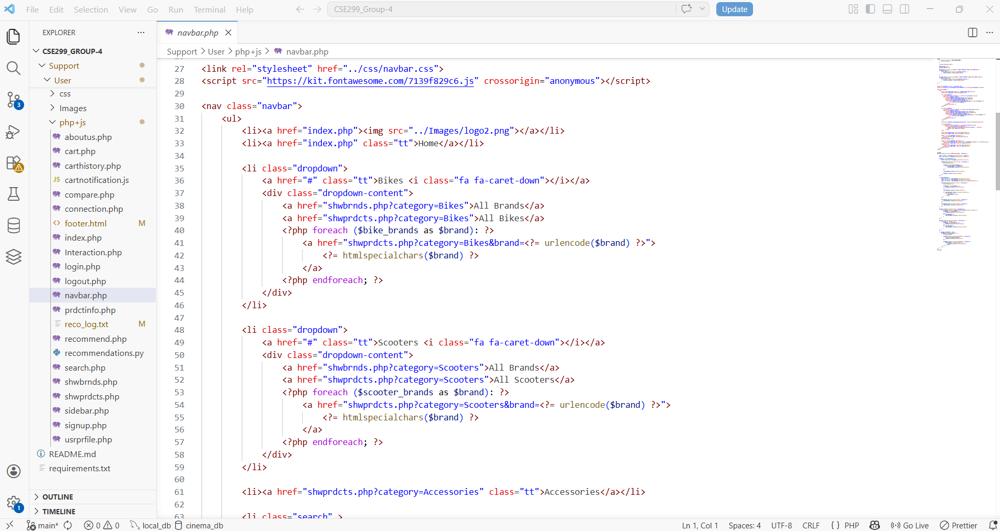 File Edit Selection View Go Run Terminal Help
CSE299_Group-4
Update
EXPLORER
CSE299_GROUP-4
Support
User
css
Images
php+js
aboutus.php
cart.php
carthistory.php
JS cartnotification.js
compare.php
connection.php
<> footer.html M
index.php
Interaction.php
login.php
logout.php
navbar.php
prdctinfo.php
reco_log.txt M
recommend.php
recommendations.py
search.php
shwbrnds.php
shwprdcts.php
sidebar.php
signup.php
usrprfile.php
README.md
requirements.txt
OUTLINE
TIMELINE
3
1
navbar.php
Support > User > php+js > navbar.php
27 <link rel="stylesheet" href="../css/navbar.css">
28 <script src="https://kit.fontawesome.com/7139f829c6.js" crossorigin="anonymous"></script>
29
30 <nav class="navbar">
31 <ul>
32 <li><a href="index.php"><img src="../Images/logo2.png"></a></li>
33 <li><a href="index.php" class="tt">Home</a></li>
34
35 <li class="dropdown">
36 <a href="#" class="tt">Bikes <i class="fa fa-caret-down"></i></a>
37 <div class="dropdown-content">
38 <a href="shwbrnds.php?category=Bikes">All Brands</a>
39 <a href="shwprdcts.php?category=Bikes">All Bikes</a>
40 <?php foreach ($bike_brands as $brand): ?>
41 <a href="shwprdcts.php?category=Bikes&brand=<?= urlencode($brand) ?>">
42 <?= htmlspecialchars($brand) ?>
43 </a>
44 <?php endforeach; ?>
45 </div>
46 </li>
47
48 <li class="dropdown">
49 <a href="#" class="tt">Scooters <i class="fa fa-caret-down"></i></a>
50 <div class="dropdown-content">
51 <a href="shwbrnds.php?category=Scooters">All Brands</a>
52 <a href="shwprdcts.php?category=Scooters">All Scooters</a>
53 <?php foreach ($scooter_brands as $brand): ?>
54 <a href="shwprdcts.php?category=Scooters&brand=<?= urlencode($brand) ?>">
55 <?= htmlspecialchars($brand) ?>
56 </a>
57 <?php endforeach; ?>
58 </div>
59 </li>
60
61 <li><a href="shwprdcts.php?category=Accessories" class="tt">Accessories</a></li>
62
63 <li class="search" >
main* 0 0 local_db cinema_db
Ln 1, Col 1 Spaces: 4 UTF-8 CRLF { } PHP Go Live Prettier